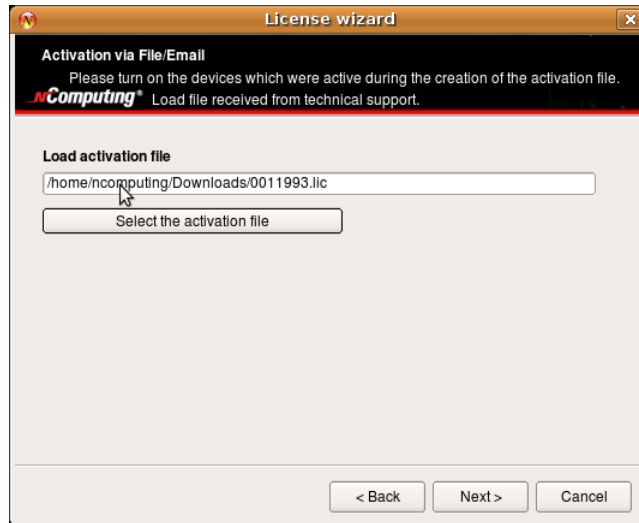 License wizard
Activation via File/Email
Please turn on the devices which were active during the creation of the activation file.
NComputing® Load file received from technical support.
Load activation file
/home/ncomputing/Downloads/0011993.lic
Select the activation file
< Back Next > Cancel